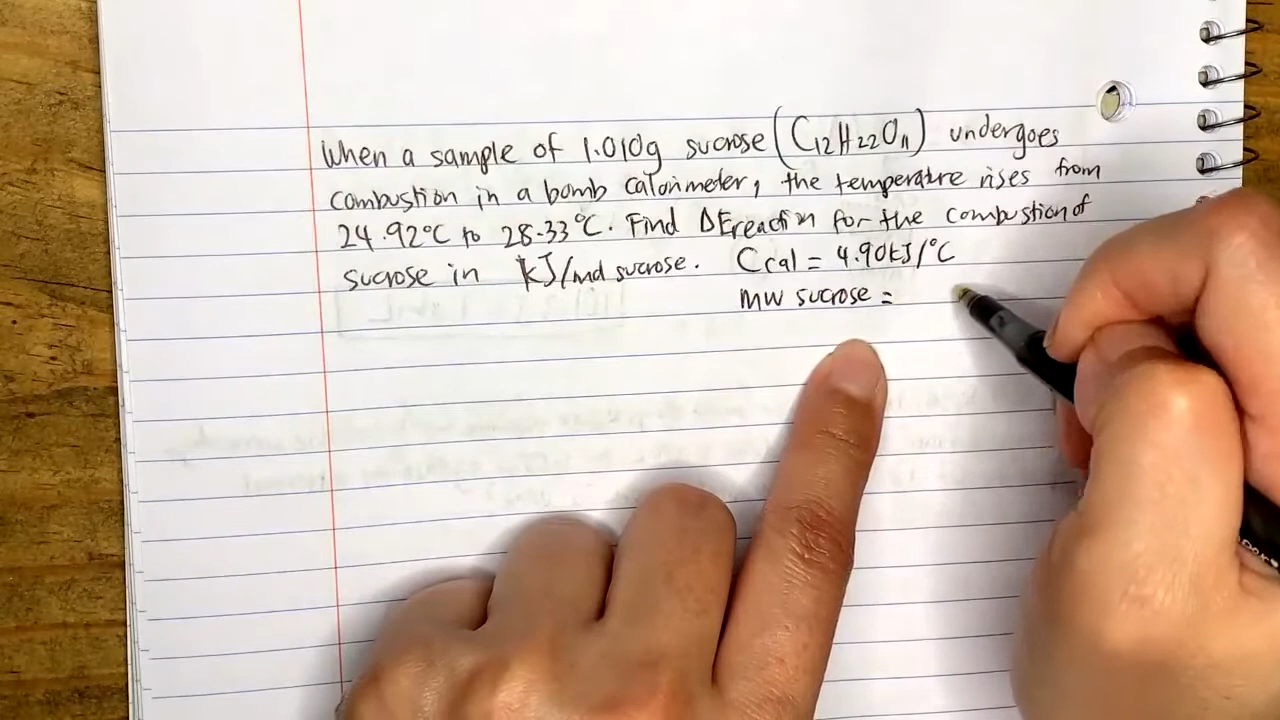 When a sample of 1.010g sucrose (C12H22O11) undergoes
combustion in a bomb calorimeter, the temperature rises from
24.92°C to 28.33°C. Find ΔEreaction for the combustion of
sucrose in kJ/mol sucrose. Ccal = 4.90kJ/°C
mw sucrose =